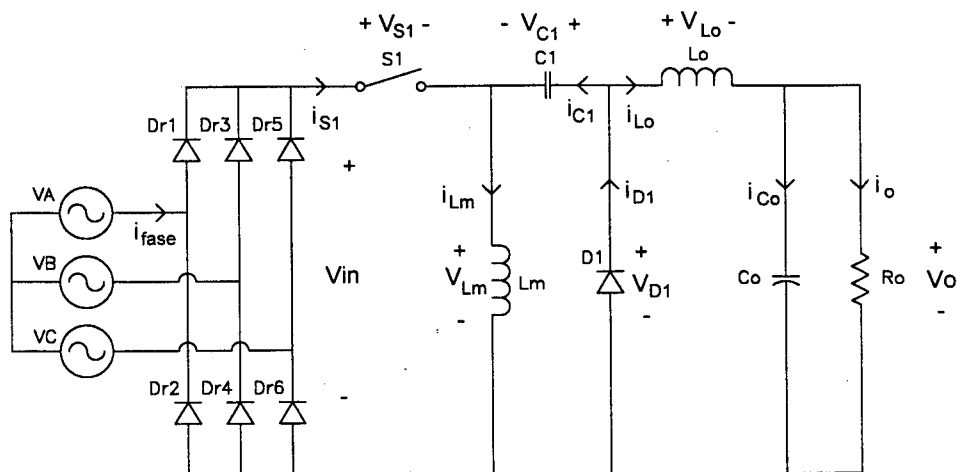 + VS1 -
S1
- VC1 +
C1
+ VLo -
Lo
iS1
iC1
iLo
Dr1
Dr3
Dr5
+
VA
ifase
iLm
iD1
iCo
io
VB
Vin
+
VLm
-
Lm
D1
+
VD1
-
Co
Ro
+
Vo
-
VC
Dr2
Dr4
Dr6
-